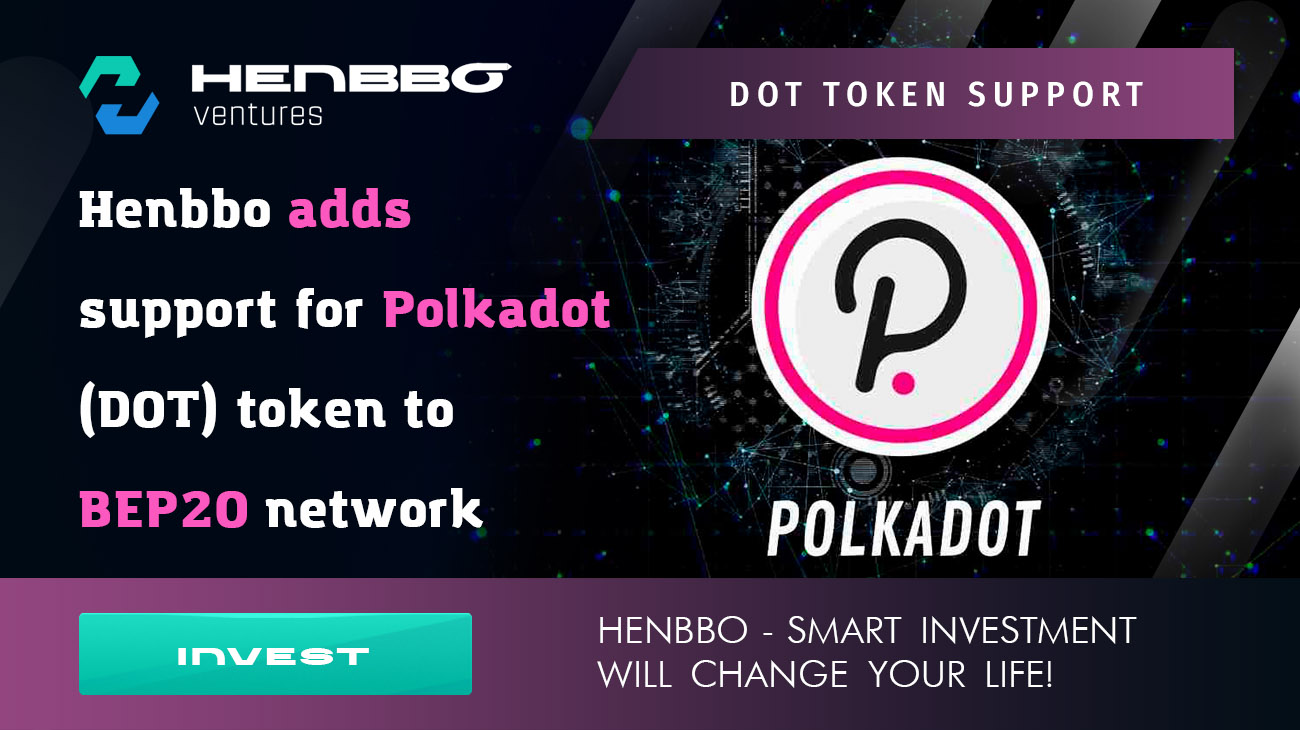 HENBBO
ventures
DOT TOKEN SUPPORT
Henbbo adds
support for Polkadot
(DOT) token to
BEP20 network
POLKADOT
INVEST
HENBBO - SMART INVESTMENT
WILL CHANGE YOUR LIFE!